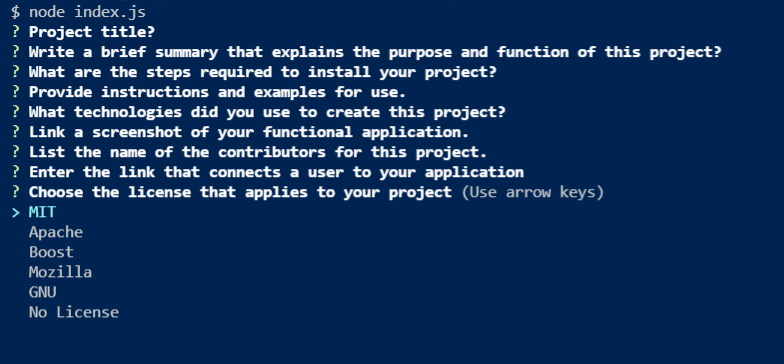 $ node index.js
? Project title?
? Write a brief summary that explains the purpose and function of this project?
? What are the steps required to install your project?
? Provide instructions and examples for use.
? What technologies did you use to create this project?
? Link a screenshot of your functional application.
? List the name of the contributors for this project.
? Enter the link that connects a user to your application
? Choose the license that applies to your project (Use arrow keys)
> MIT
Apache
Boost
Mozilla
GNU
No License